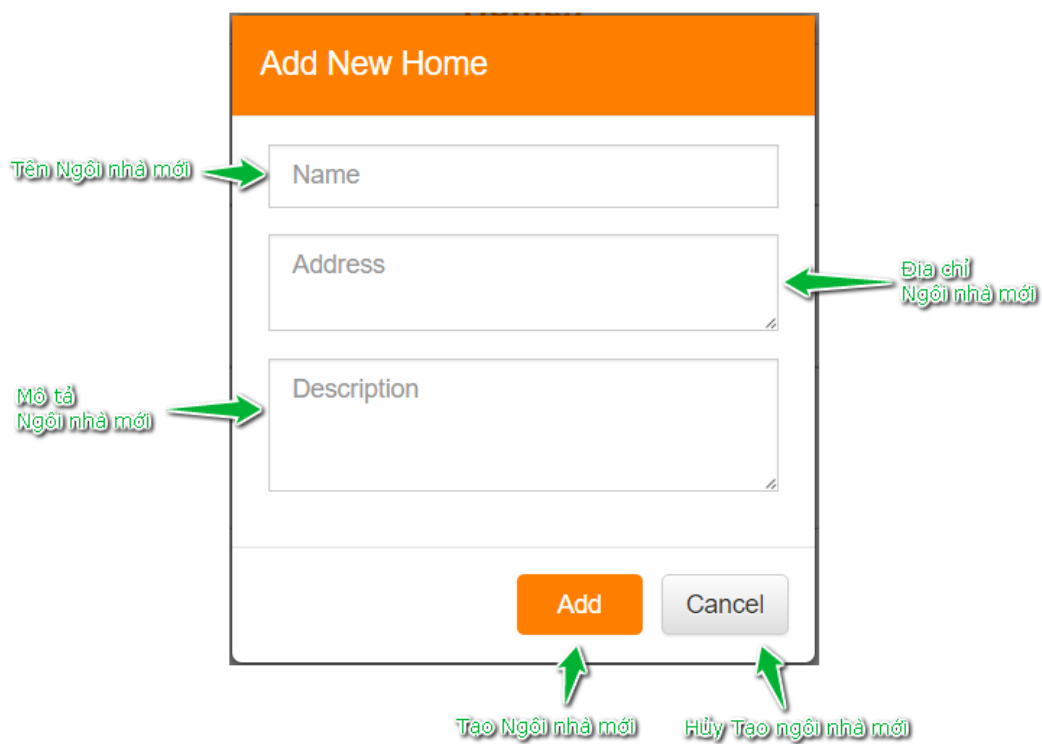 Add New Home
Tên Ngôi nhà mới
Name
Address
Địa chỉ
Ngôi nhà mới
Mô tả
Ngôi nhà mới
Description
Add
Cancel
Tạo Ngôi nhà mới
Hủy Tạo ngôi nhà mới